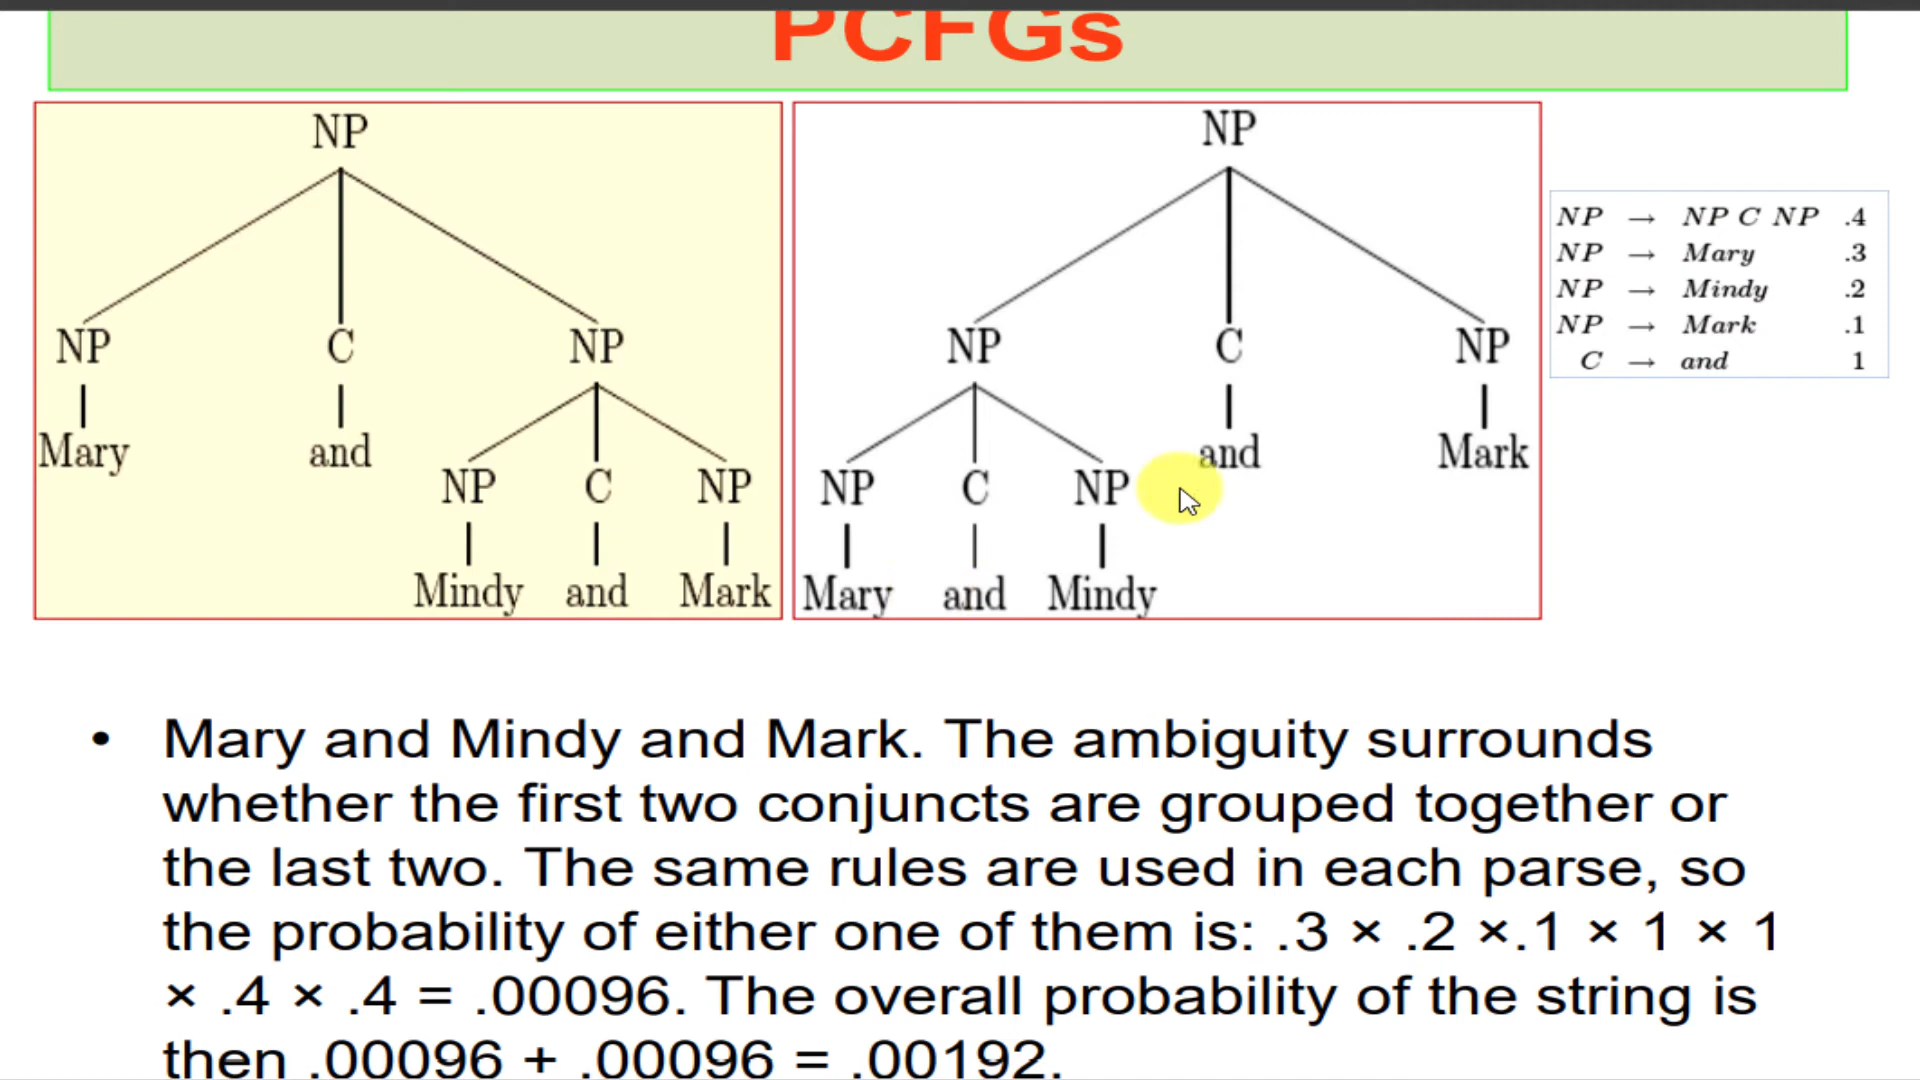 PCFGs
NP
NP C NP
Mary and
NP C NP
Mindy and Mark
NP
NP C NP
and Mark
NP C NP
Mary and Mindy
NP → NP C NP .4
NP → Mary .3
NP → Mindy .2
NP → Mark .1
C → and 1
• Mary and Mindy and Mark. The ambiguity surrounds
whether the first two conjuncts are grouped together or
the last two. The same rules are used in each parse, so
the probability of either one of them is: .3 × .2 ×.1 × 1 × 1
× .4 × .4 = .00096. The overall probability of the string is
then .00096 + .00096 = .00192.